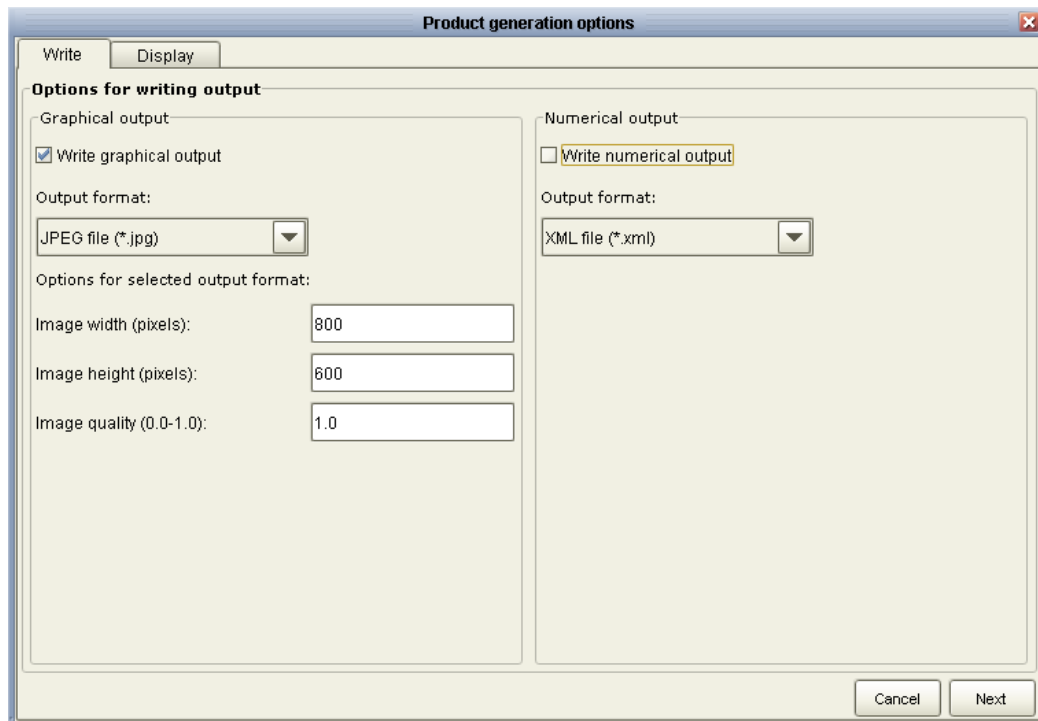 Product generation options
Write
Display
Options for writing output
Graphical output
Write graphical output
Output format:
JPEG file (*.jpg)
Options for selected output format:
Image width (pixels):
800
Image height (pixels):
600
Image quality (0.0-1.0):
1.0
Numerical output
Write numerical output
Output format:
XML file (*.xml)
Cancel
Next